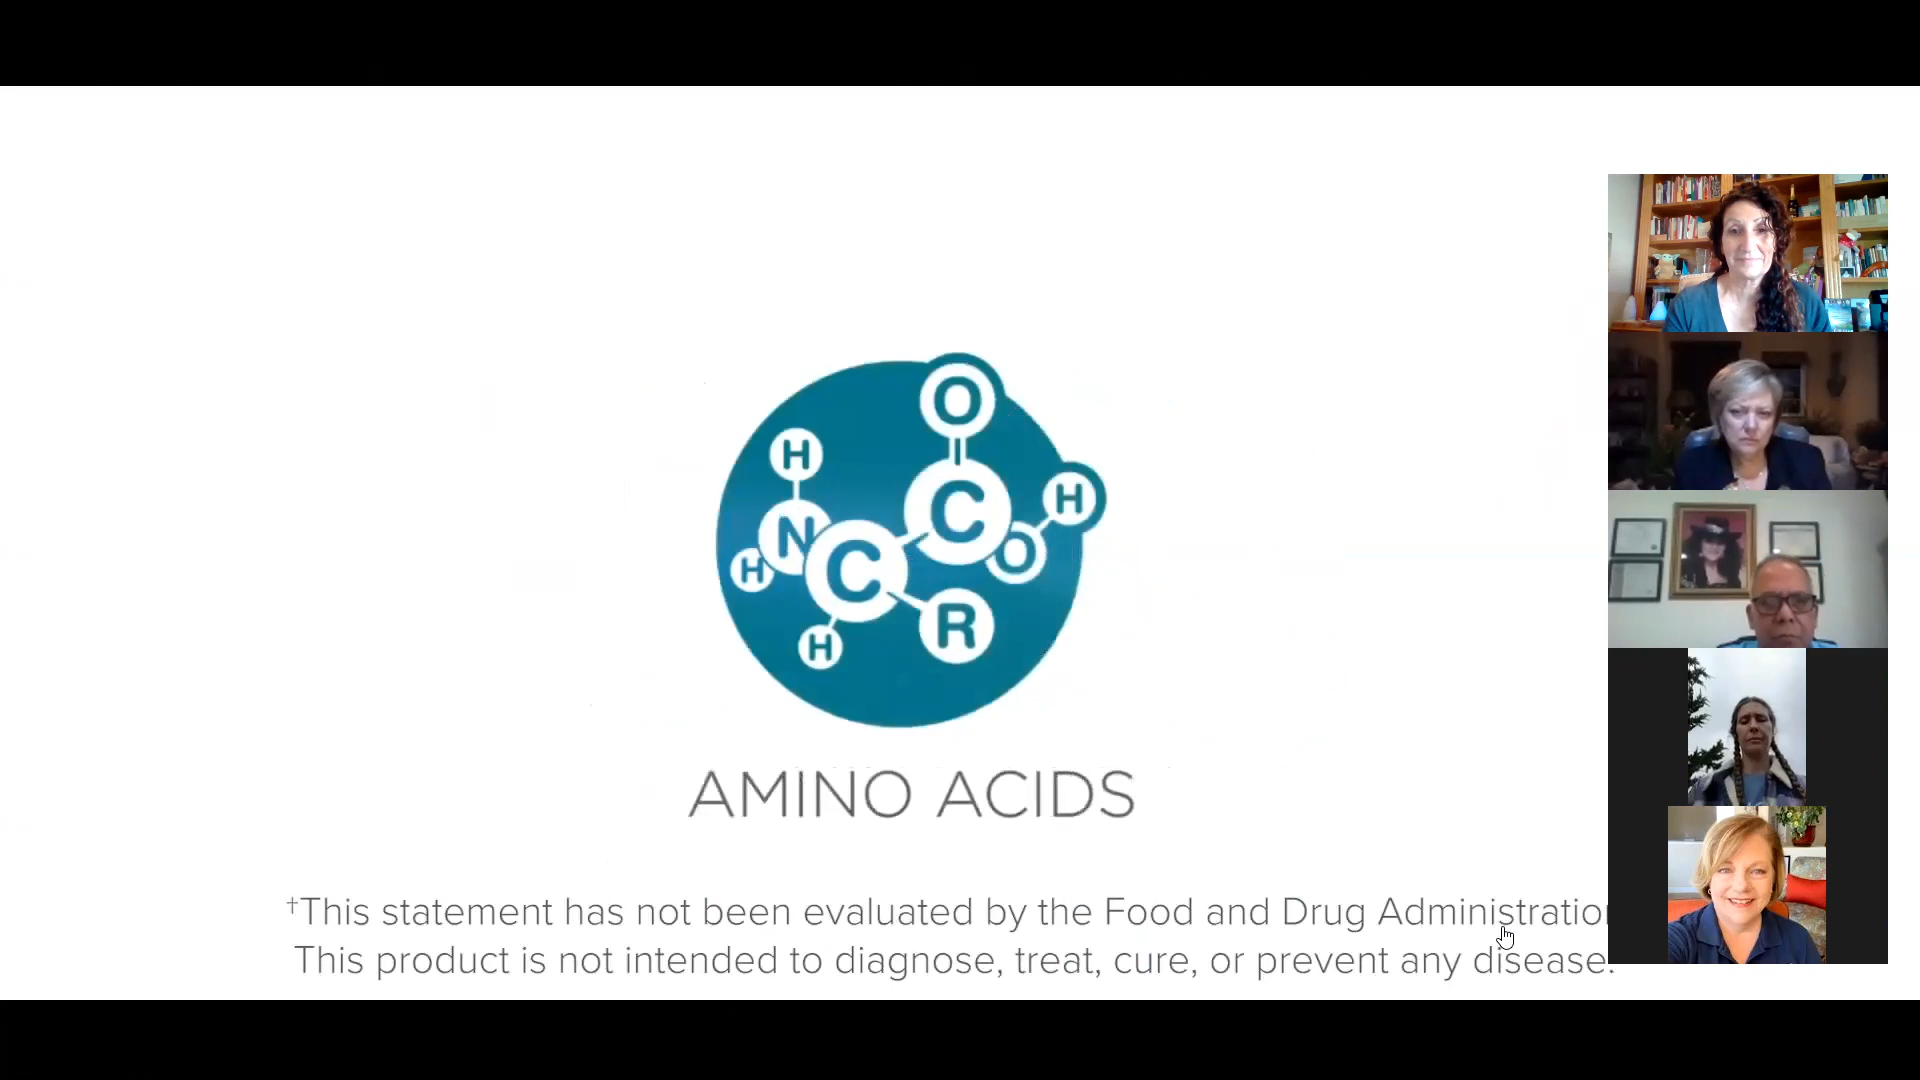 O
H
H
C
N
O
C
H
R
H
AMINO ACIDS
†This statement has not been evaluated by the Food and Drug Administration
This product is not intended to diagnose, treat, cure, or prevent any disease.